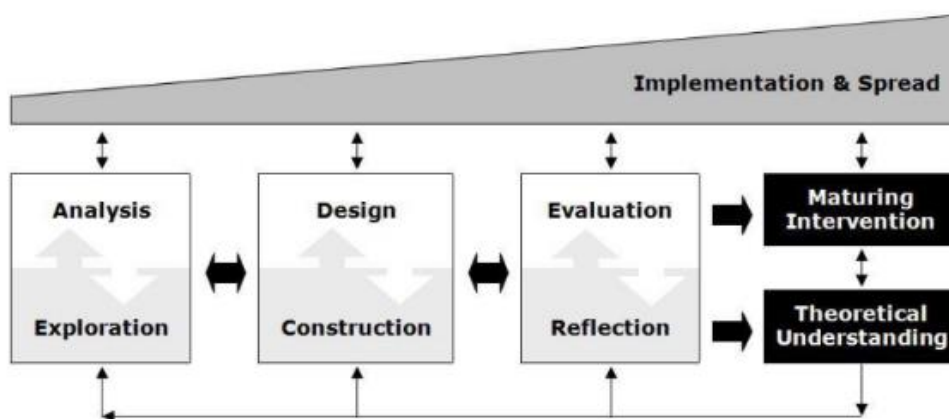 Implementation & Spread
Analysis
Exploration
Design
Construction
Evaluation
Reflection
Maturing
Intervention
Theoretical
Understanding